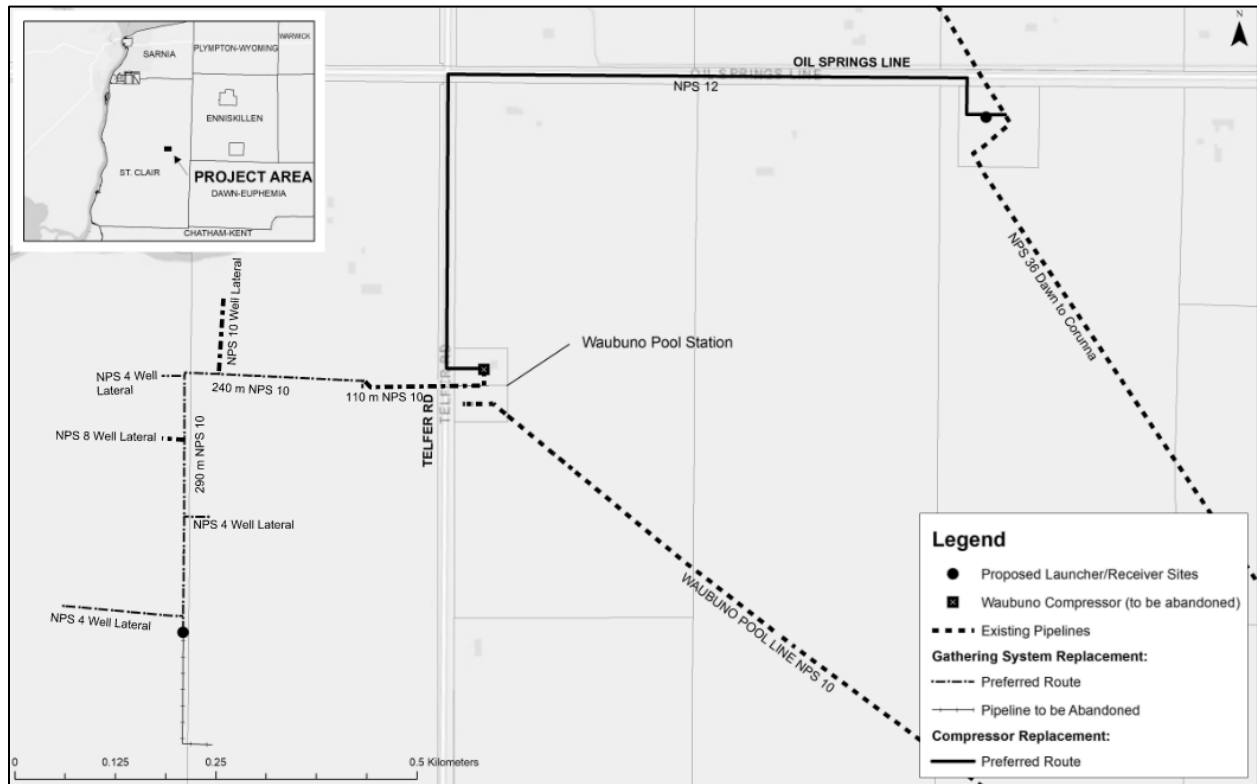 N
SARNIA
PLYMPTON-WYOMING
WARWICK
ENNISKILLEN
ST. CLAIR
PROJECT AREA
DAWN-EUPHEMIA
CHATHAM-KENT
OIL SPRINGS LINE
OIL SPRINGS LINE
NPS 12
NPS 36 Dawn to Corunna
NPS 10 Well Lateral
Waubuno Pool Station
NPS 4 Well
Lateral
240 m NPS 10
110 m NPS 10
TELFER RD
TELFER RD
NPS 8 Well Lateral
290 m NPS 10
NPS 4 Well Lateral
NPS 4 Well Lateral
WAUBUNO POOL LINE NPS 10
Legend
Proposed Launcher/Receiver Sites
Waubuno Compressor (to be abandoned)
Existing Pipelines
Gathering System Replacement:
Preferred Route
Pipeline to be Abandoned
Compressor Replacement:
Preferred Route
0 0.125 0.25 0.5 Kilometers